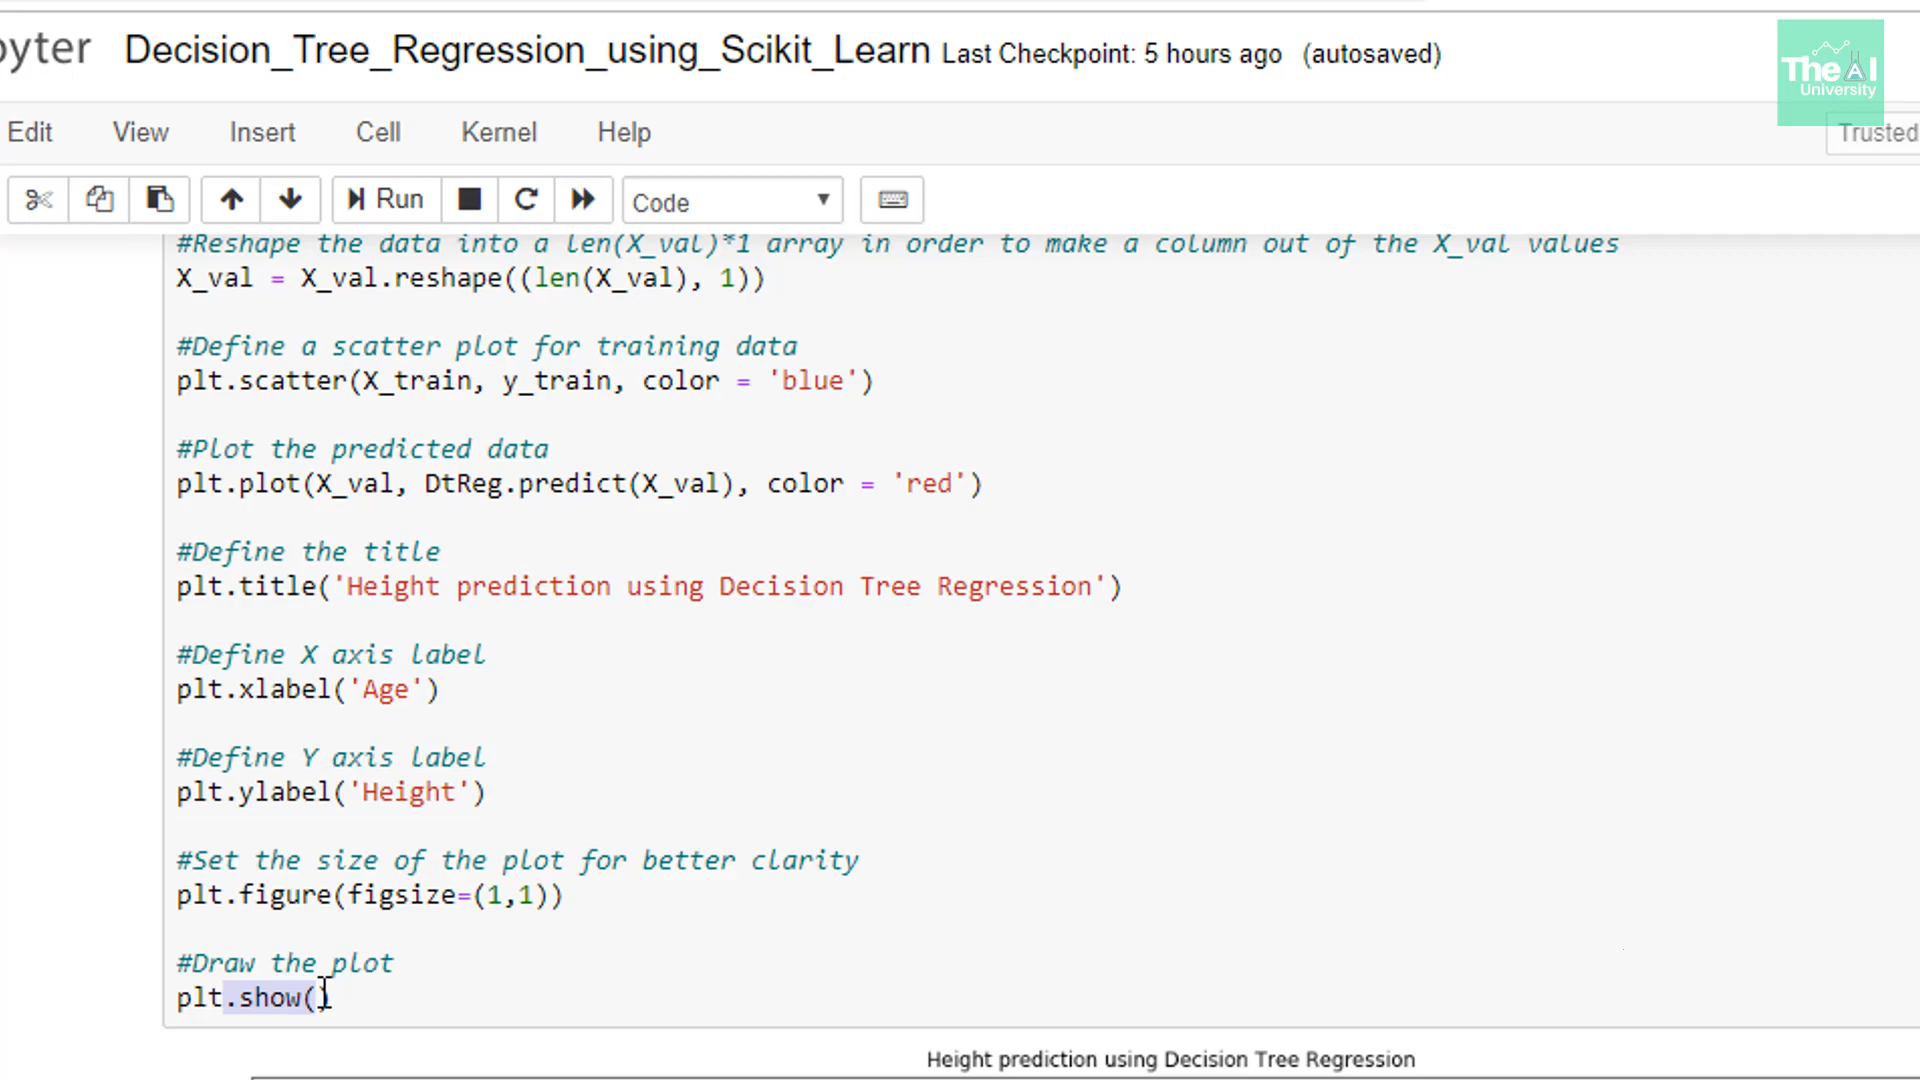 pyter Decision_Tree_Regression_using_Scikit_Learn Last Checkpoint: 5 hours ago (autosaved)
The AI
University
Edit View Insert Cell Kernel Help
Trusted
Run Code
#Reshape the data into a len(X_val)*1 array in order to make a column out of the X_val values
X_val = X_val.reshape((len(X_val), 1))
#Define a scatter plot for training data
plt.scatter(X_train, y_train, color = 'blue')
#Plot the predicted data
plt.plot(X_val, DtReg.predict(X_val), color = 'red')
#Define the title
plt.title('Height prediction using Decision Tree Regression')
#Define X axis label
plt.xlabel('Age')
#Define Y axis label
plt.ylabel('Height')
#Set the size of the plot for better clarity
plt.figure(figsize=(1,1))
#Draw the plot
plt.show()
Height prediction using Decision Tree Regression